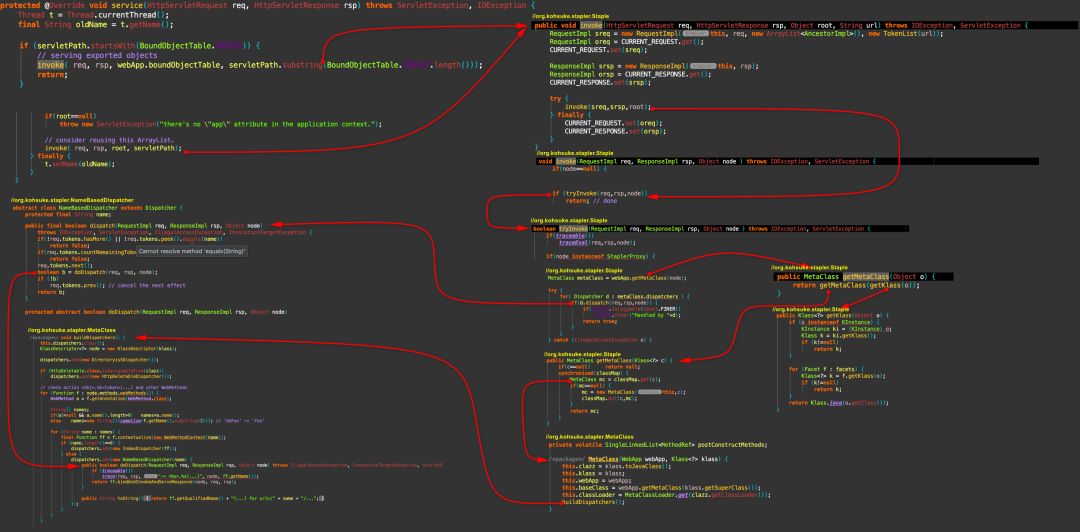 protected @Override void service(HttpServletRequest req, HttpServletResponse rsp) throws ServletException, IOException {
Thread t = Thread.currentThread();
final String oldName = t.getName();
if (servletPath.startsWith(BoundObjectTable.)) {
// serving exported objects
invoke( req, rsp, webApp.boundObjectTable, servletPath.substring(BoundObjectTable..length()));
return;
}
if(root==null)
throw new ServletException("there's no \"app\" attribute in the application context.");
// consider reusing this ArrayList.
invoke( req, rsp, root, servletPath);
} finally {
t.setName(oldName);
}
}
//org.kohsuke.stapler.NameBasedDispatcher
abstract class NameBasedDispatcher extends Dispatcher {
protected final String name;
public final boolean dispatch(RequestImpl req, ResponseImpl rsp, Object node)
throws IOException, ServletException, IllegalAccessException, InvocationTargetException {
if(!req.tokens.hasMore() || !req.tokens.peek().equals(name))
return false;
Cannot resolve method 'equals(String)'
if(req.tokens.countRemainingTokens
return false;
req.tokens.next();
boolean b = doDispatch(req, rsp, node);
if (!b)
req.tokens.prev(); // cancel the next effect
return b;
}
protected abstract boolean doDispatch(RequestImpl req, ResponseImpl rsp, Object node)
//org.kohsuke.stapler.MetaClass
/*package*/ void buildDispatchers() {
this.dispatchers.clear();
KlassDescriptor<?> node = new KlassDescriptor(klass);
dispatchers.add(new DirectoryishDispatcher());
if (HttpDeletable.class.isAssignableFrom(clazz))
dispatchers.add(new HttpDeletableDispatcher());
// check action <obj>.do<token>(...) and other WebMethods
for (Function f : node.methods.webMethods()) {
WebMethod a = f.getAnnotation(WebMethod.class);
String[] names;
if(a!=null && a.name().length>0) names=a.name();
else names=new String[]{camelize(f.getName().substring(2))}; // 'doFoo' -> 'foo'
for (String name : names) {
final Function ff = f.contextualize(new WebMethodContext(name));
if (name.length()==0) {
dispatchers.add(new IndexDispatcher(ff));
} else {
dispatchers.add(new NameBasedDispatcher(name) {
public boolean doDispatch(RequestImpl req, ResponseImpl rsp, Object node) throws IllegalAccessException, InvocationTargetException, Servlet
if (traceable())
trace(req, rsp, "-> <%s>.%s(...)", node, ff.getName());
return ff.bindAndInvokeAndServeResponse(node, req, rsp);
}
public String toString() { return ff.getQualifiedName() + "(...) for url=/" + name + "/..."; }
});
}
}
}
//org.kohsuke.stapler.Staple
public void invoke(HttpServletRequest req, HttpServletResponse rsp, Object root, String url) throws IOException, ServletException {
RequestImpl sreq = new RequestImpl(this, req, new ArrayList<AncestorImpl>(), new TokenList(url));
RequestImpl oreq = CURRENT_REQUEST.get();
CURRENT_REQUEST.set(sreq);
ResponseImpl srsp = new ResponseImpl(this, rsp);
ResponseImpl orsp = CURRENT_RESPONSE.get();
CURRENT_RESPONSE.set(srsp);
try {
invoke(sreq,srsp,root);
} finally {
CURRENT_REQUEST.set(oreq);
CURRENT_RESPONSE.set(orsp);
}
}
//org.kohsuke.stapler.Staple
void invoke(RequestImpl req, ResponseImpl rsp, Object node ) throws IOException, ServletException {
if(node==null) {
if (tryInvoke(req,rsp,node))
return; // done
//org.kohsuke.stapler.Staple
boolean tryInvoke(RequestImpl req, ResponseImpl rsp, Object node ) throws IOException, ServletException {
if(traceable())
traceEval(req,rsp,node);
if(node instanceof StaplerProxy) {
//org.kohsuke.stapler.Staple
MetaClass metaClass = webApp.getMetaClass(node);
try {
for( Dispatcher d : metaClass.dispatchers ) {
if(d.dispatch(req,rsp,node)) {
if(.isLoggable(Level.FINER))
.finer("Handled by "+d);
return true;
}
} catch (IllegalAccessException e) {
//org.kohsuke.stapler.Staple
public MetaClass getMetaClass(Object o) {
return getMetaClass(getKlass(o));
}
//org.kohsuke.stapler.Staple
public Klass<?> getKlass(Object o) {
if (o instanceof KInstance) {
KInstance ki = (KInstance) o;
Klass k = ki.getKlass();
if (k!=null)
return k;
}
for (Facet f : facets) {
Klass<?> k = f.getKlass(o);
if (k!=null)
return k;
}
return Klass.java(o.getClass());
}
//org.kohsuke.stapler.Staple
public MetaClass getMetaClass(Klass<?> c) {
if(c==null) return null;
synchronized(classMap) {
MetaClass mc = classMap.get(c);
if(mc==null) {
mc = new MetaClass(this,c);
classMap.put(c,mc);
}
return mc;
}
}
//org.kohsuke.stapler.MetaClass
private volatile SingleLinkedList<MethodRef> postConstructMethods;
/*package*/ MetaClass(WebApp webApp, Klass<?> klass) {
this.clazz = klass.toJavaClass();
this.klass = klass;
this.webApp = webApp;
this.baseClass = webApp.getMetaClass(klass.getSuperClass());
this.classLoader = MetaClassLoader.get(clazz.getClassLoader());
buildDispatchers();
}